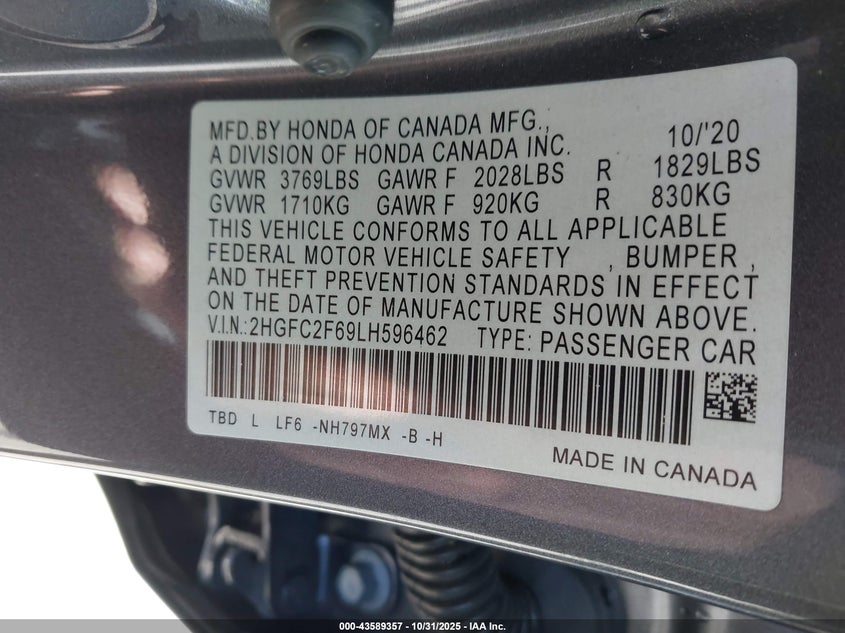 MFD.BY HONDA OF CANADA MFG., 10/'20
A DIVISION OF HONDA CANADA INC.
GVWR 3769LBS GAWR F 2028LBS R 1829LBS
GVWR 1710KG GAWR F 920KG R 830KG
THIS VEHICLE CONFORMS TO ALL APPLICABLE
FEDERAL MOTOR VEHICLE SAFETY , BUMPER ,
AND THEFT PREVENTION STANDARDS IN EFFECT
ON THE DATE OF MANUFACTURE SHOWN ABOVE.
V.I.N.:2HGFC2F69LH596462 TYPE: PASSENGER CAR
TBD L LF6 -NH797MX -B -H
MADE IN CANADA
000-43589357 - 10/31/2025 - IAA Inc.